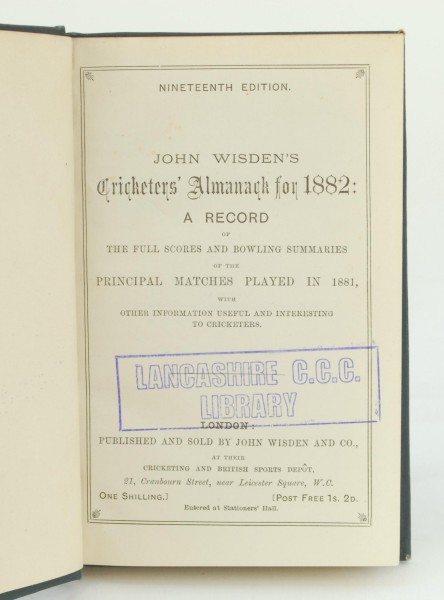 NINETEENTH EDITION.
JOHN WISDEN'S
Cricketers' Almanack for 1882:
A RECORD
OF
THE FULL SCORES AND BOWLING SUMMARIES
OF THE
PRINCIPAL MATCHES PLAYED IN 1881,
WITH
OTHER INFORMATION USEFUL AND INTERESTING
TO CRICKETERS.
LANCASHIRE C.C.C.
LIBRARY
LONDON:
PUBLISHED AND SOLD BY JOHN WISDEN AND CO.,
AT THEIR
CRICKETING AND BRITISH SPORTS DEPÔT,
21, Cranbourn Street, near Leicester Square, W.C.
ONE SHILLING.] [POST FREE 1s. 2D.
Entered at Stationers' Hall.